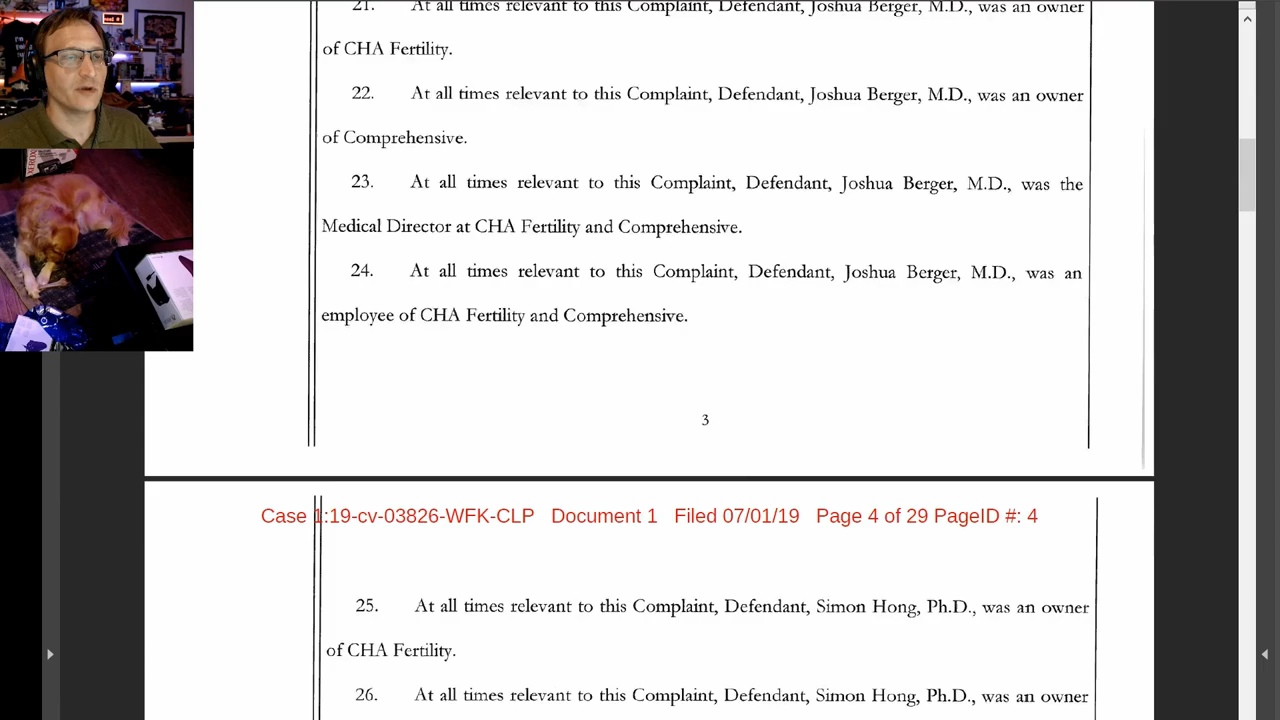 21. At all times relevant to this Complaint, Defendant, Joshua Berger, M.D., was an owner
of CHA Fertility.
22. At all times relevant to this Complaint, Defendant, Joshua Berger, M.D., was an owner
of Comprehensive.
23. At all times relevant to this Complaint, Defendant, Joshua Berger, M.D., was the
Medical Director at CHA Fertility and Comprehensive.
24. At all times relevant to this Complaint, Defendant, Joshua Berger, M.D., was an
employee of CHA Fertility and Comprehensive.
3
Case 1:19-cv-03826-WFK-CLP Document 1 Filed 07/01/19 Page 4 of 29 PageID #: 4
25. At all times relevant to this Complaint, Defendant, Simon Hong, Ph.D., was an owner
of CHA Fertility.
26. At all times relevant to this Complaint, Defendant, Simon Hong, Ph.D., was an owner
XEROX